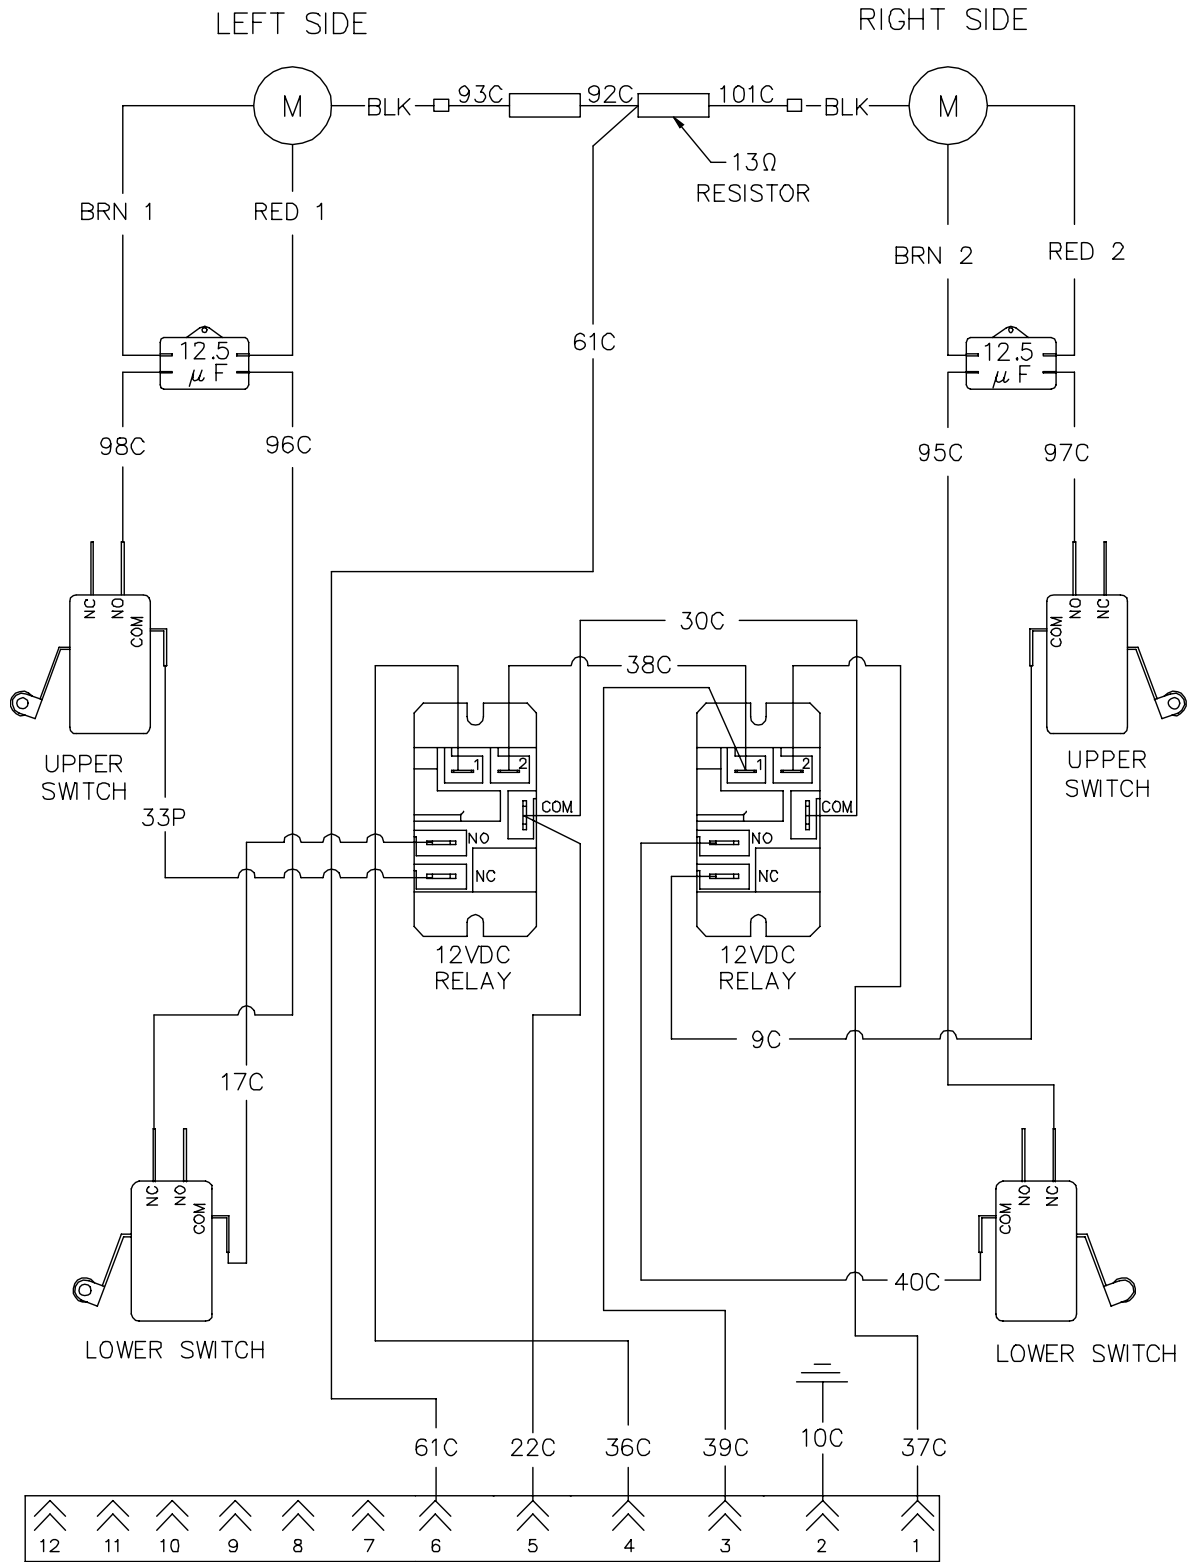 LEFT SIDE
RIGHT SIDE
M
BLK
93C
92C
101C
BLK
M
13Ω
RESISTOR
BRN 1
RED 1
BRN 2
RED 2
61C
12.5
µ F
12.5
µ F
98C
96C
95C
97C
NC
NO
COM
NO
NC
COM
30C
38C
UPPER
SWITCH
UPPER
SWITCH
33P
1
2
COM
NO
NC
1
2
COM
NO
NC
12VDC
RELAY
12VDC
RELAY
9C
17C
NC
NO
COM
NO
NC
COM
40C
LOWER SWITCH
LOWER SWITCH
61C
22C
36C
39C
10C
37C
12
11
10
9
8
7
6
5
4
3
2
1